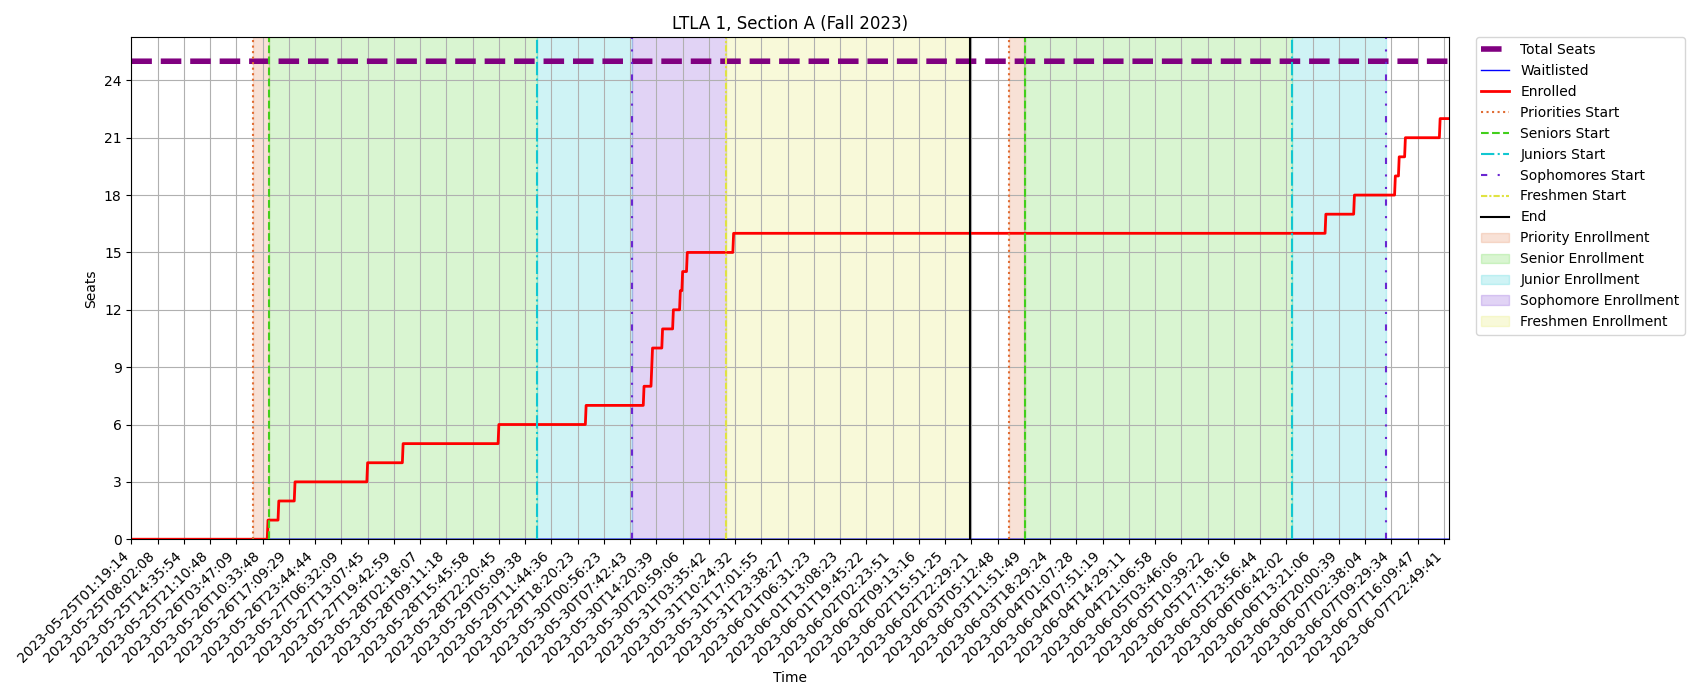 LTLA 1, Section A (Fall 2023)
Seats
24
21
18
15
12
9
6
3
0
2023-05-25T01:19:14
2023-05-25T08:02:08
2023-05-25T14:35:54
2023-05-25T21:10:48
2023-05-26T03:47:09
2023-05-26T10:33:48
2023-05-26T17:09:29
2023-05-26T23:44:44
2023-05-27T06:32:09
2023-05-27T13:07:45
2023-05-27T19:42:59
2023-05-28T02:18:07
2023-05-28T09:11:18
2023-05-28T15:45:58
2023-05-28T22:20:45
2023-05-29T05:09:38
2023-05-29T11:44:36
2023-05-29T18:20:23
2023-05-30T00:56:23
2023-05-30T07:42:43
2023-05-30T14:20:39
2023-05-30T20:59:06
2023-05-31T03:35:42
2023-05-31T10:24:32
2023-05-31T17:01:55
2023-05-31T23:38:27
2023-06-01T06:31:23
2023-06-01T13:08:23
2023-06-01T19:45:22
2023-06-02T02:23:51
2023-06-02T09:13:16
2023-06-02T15:51:25
2023-06-02T22:29:21
2023-06-03T05:12:48
2023-06-03T11:51:49
2023-06-03T18:29:24
2023-06-04T01:07:28
2023-06-04T07:51:19
2023-06-04T14:29:11
2023-06-04T21:06:58
2023-06-05T03:46:06
2023-06-05T10:39:22
2023-06-05T17:18:16
2023-06-05T23:56:44
2023-06-06T06:42:02
2023-06-06T13:21:06
2023-06-06T20:00:39
2023-06-07T02:38:04
2023-06-07T09:29:34
2023-06-07T16:09:47
2023-06-07T22:49:41
Time
Total Seats
Waitlisted
Enrolled
Priorities Start
Seniors Start
Juniors Start
Sophomores Start
Freshmen Start
End
Priority Enrollment
Senior Enrollment
Junior Enrollment
Sophomore Enrollment
Freshmen Enrollment